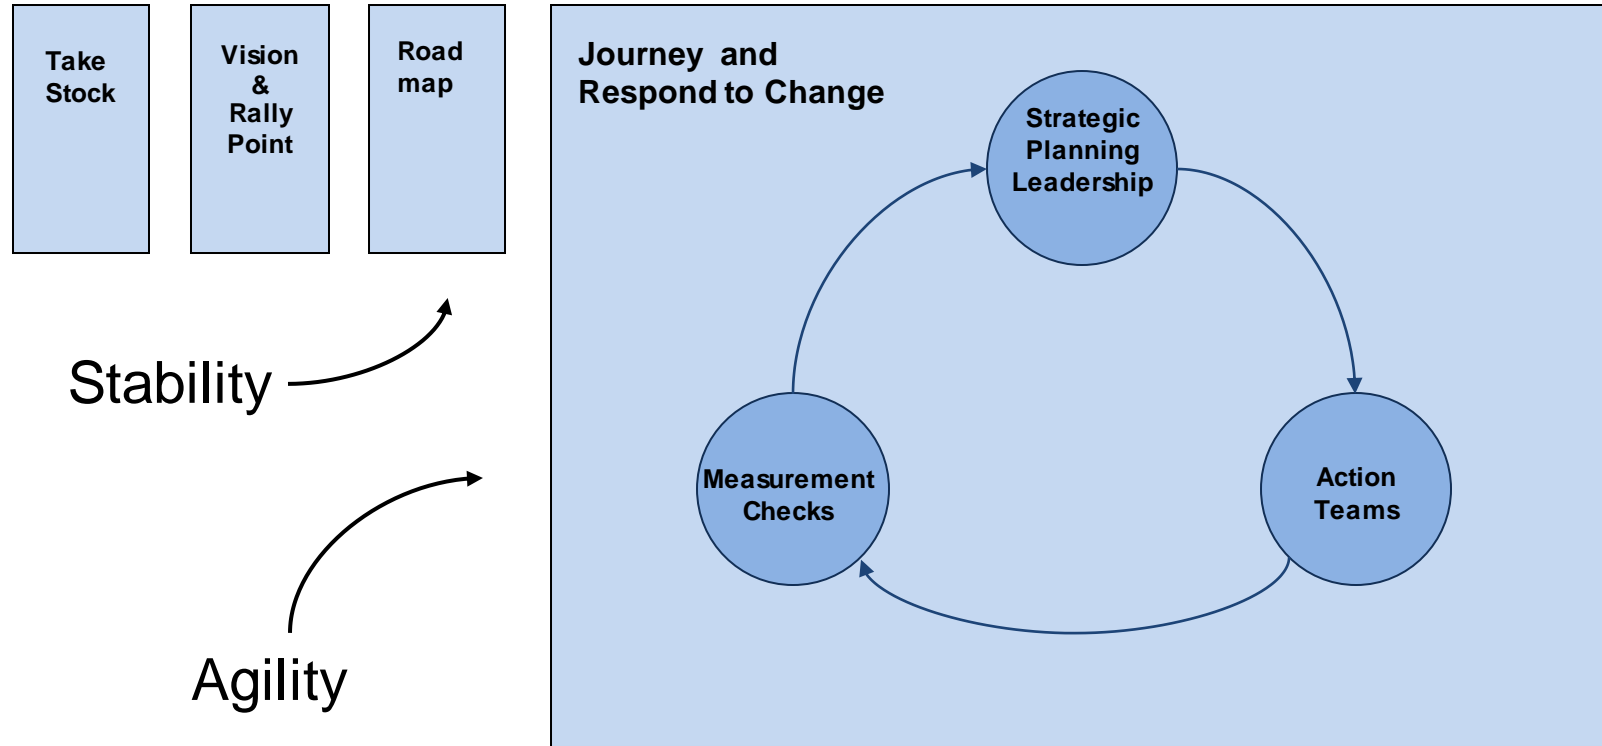 Take
Stock
Vision
&
Rally
Point
Road
map
Journey and
Respond to Change
Strategic
Planning
Leadership
Stability
Measurement
Checks
Action
Teams
Agility